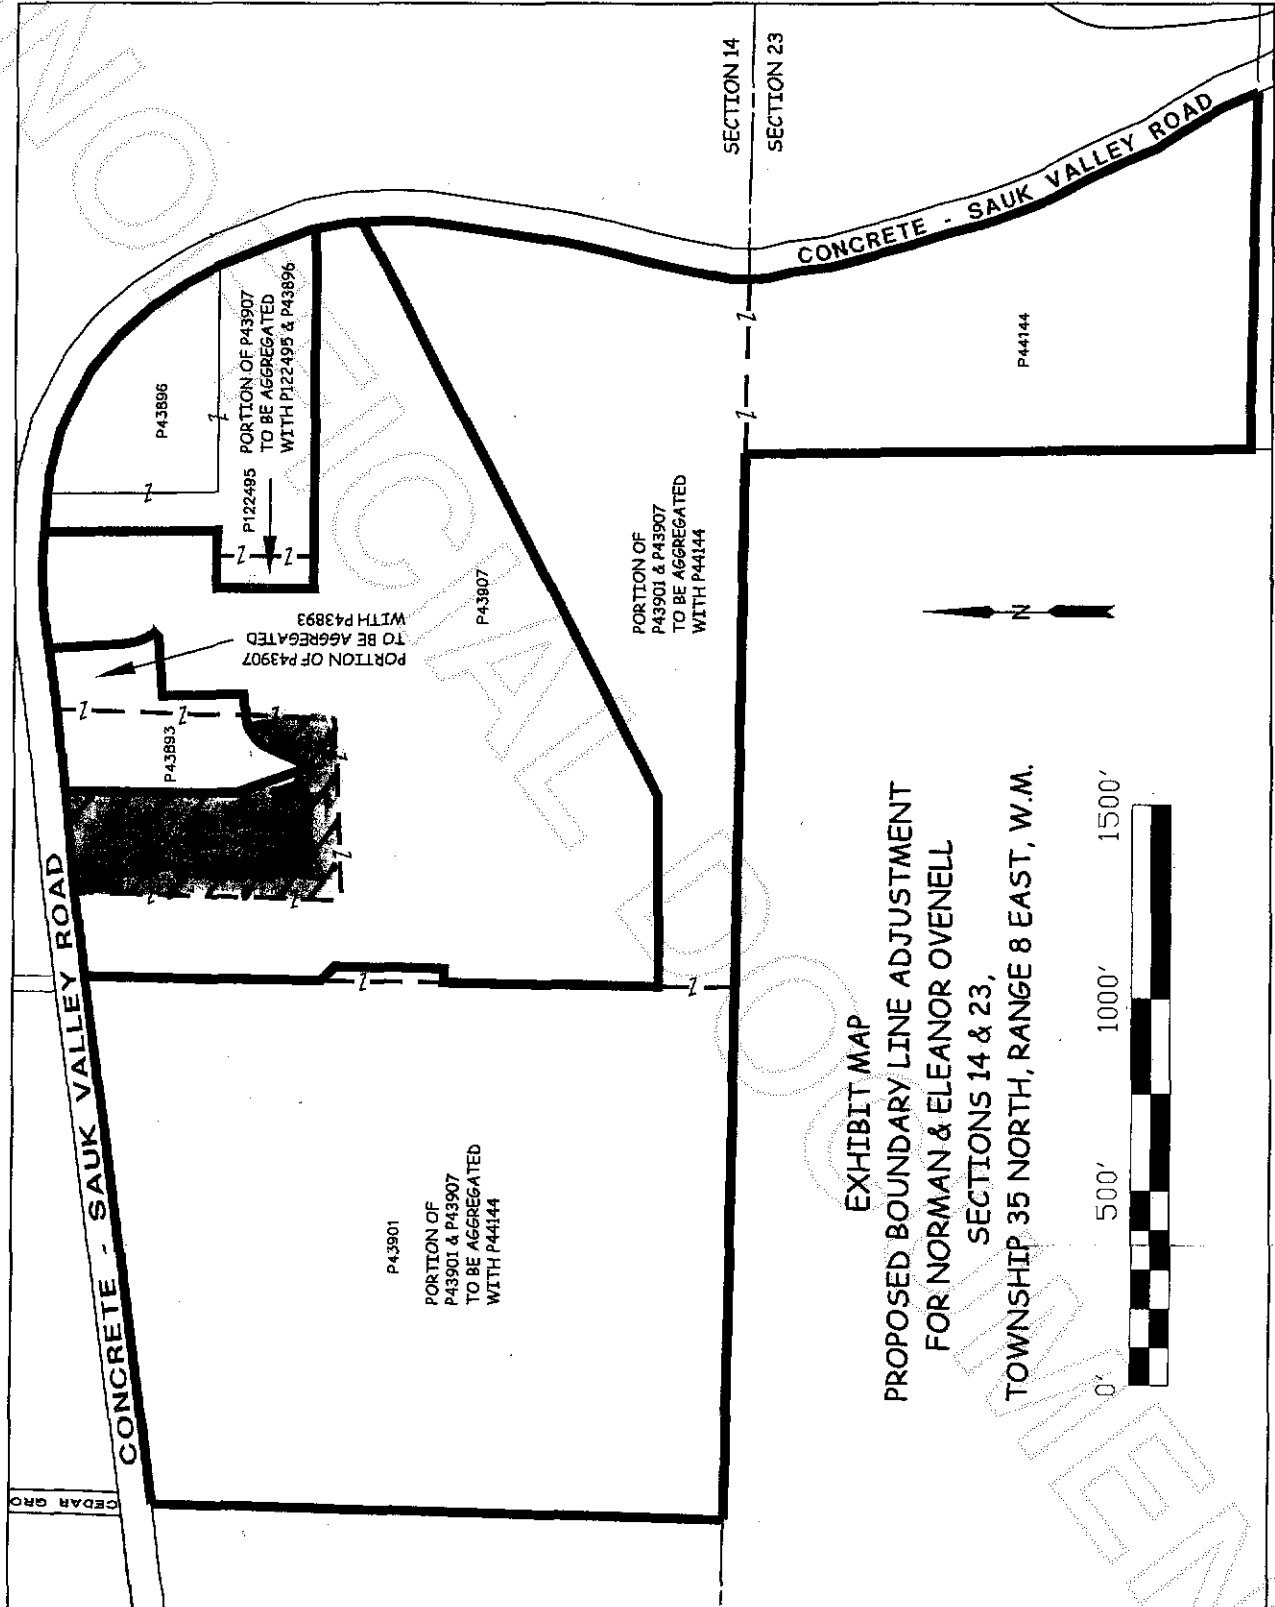 CEDAR GRO
CONCRETE - SAUK VALLEY ROAD
P43901
PORTION OF
P43901 & P43907
TO BE AGGREGATED
WITH P44144
P43893
PORTION OF P43907
TO BE AGGREGATED
WITH P43893
P43896
P122495
PORTION OF P43907
TO BE AGGREGATED
WITH P122495 & P43896
P43907
PORTION OF
P43901 & P43907
TO BE AGGREGATED
WITH P44144
SECTION 14
SECTION 23
CONCRETE - SAUK VALLEY ROAD
P44144
N
EXHIBIT MAP
PROPOSED BOUNDARY LINE ADJUSTMENT
FOR NORMAN & ELEANOR OVENELL
SECTIONS 14 & 23,
TOWNSHIP 35 NORTH, RANGE 8 EAST, W.M.
0' 500' 1000' 1500'
UNOFFICIAL DOCUMEN